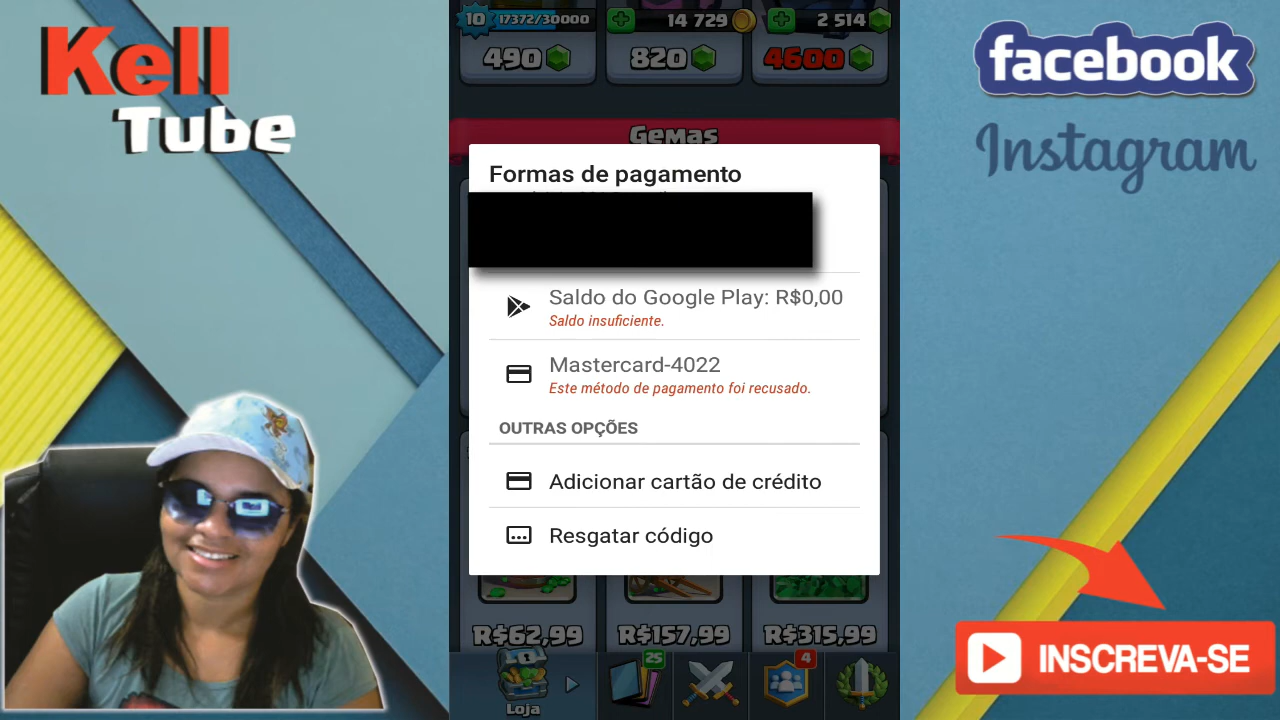 Kell
Tube
10 17372/30000
14 729
2 514
490
820
4600
Gemas
Formas de pagamento
Saldo do Google Play: R$0,00
Saldo insuficiente.
Mastercard-4022
Este método de pagamento foi recusado.
OUTRAS OPÇÕES
Adicionar cartão de crédito
Resgatar código
R$62,99
R$157,99
R$315,99
25
4
Loja
facebook
Instagram
INSCREVA-SE